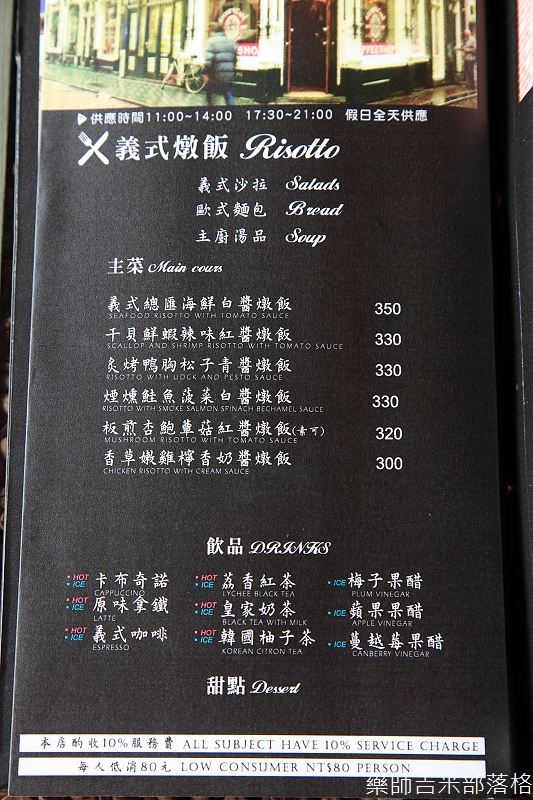 SHO
FFEESHOP
▶供應時間11:00~14:00 17:30~21:00 假日全天供應
義式燉飯 Risotto
義式沙拉 Salads
歐式麵包 Bread
主廚湯品 Soup
主菜 Main cours
義式總匯海鮮白醬燉飯 350
SEAFOOD RISOTTO WITH TOMATO SAUCE
干貝鮮蝦辣味紅醬燉飯 330
SCALLOP AND SHRIMP RISOTTO WITH TOMATO SAUCE
炙烤鴨胸松子青醬燉飯 330
RISOTTO WITH UDCK AND PESTO SAUCE
煙燻鮭魚菠菜白醬燉飯 330
RISOTTO WITH SMOKE SALMON SPINACH BECHAMEL SAUCE
板煎杏鮑蕈菇紅醬燉飯(素可) 320
MUSHROOM RISOTTO WITH TOMATO SAUCE
香草嫩雞檸香奶醬燉飯 300
CHICKEN RISOTTO WITH CREAM SAUCE
飲品 DRINKS
HOT ICE 卡布奇諾 HOT ICE 荔香紅茶 ICE 梅子果醋
CAPPUCCINO LYCHEE BLACK TEA PLUM VINEGAR
HOT ICE 原味拿鐵 HOT ICE 皇家奶茶 ICE 蘋果果醋
LATTE BLACK TEA WITH MILK APPLE VINEGAR
HOT ICE 義式咖啡 HOT ICE 韓國柚子茶 ICE 蔓越莓果醋
ESPRESSO KOREAN CITRON TEA CANBERRY VINEGAR
甜點 Dessert
本店酌收10%服務費 ALL SUBJECT HAVE 10% SERVICE CHARGE
每人低消80元 LOW CONSUMER NT$80 PERSON
樂師吉米部落格